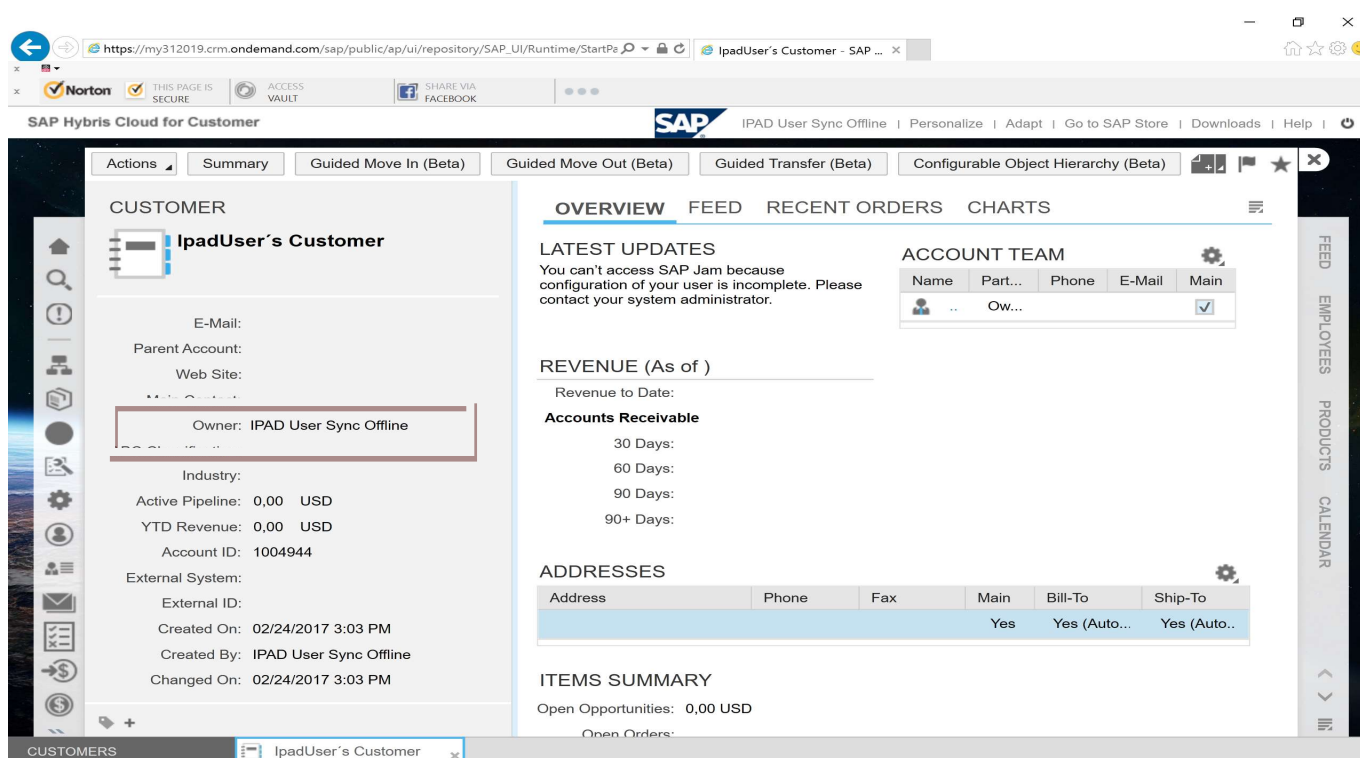 https://my312019.crm.ondemand.com/sap/public/ap/ui/repository/SAP_UI/Runtime/StartPa
IpadUser´s Customer - SAP ...
Norton
THIS PAGE IS SECURE
ACCESS VAULT
SHARE VIA FACEBOOK
SAP Hybris Cloud for Customer
SAP
IPAD User Sync Offline | Personalize | Adapt | Go to SAP Store | Downloads | Help |
Actions Summary Guided Move In (Beta) Guided Move Out (Beta) Guided Transfer (Beta) Configurable Object Hierarchy (Beta)
CUSTOMER
IpadUser´s Customer
E-Mail:
Parent Account:
Web Site:
Owner: IPAD User Sync Offline
Industry:
Active Pipeline: 0,00 USD
YTD Revenue: 0,00 USD
Account ID: 1004944
External System:
External ID:
Created On: 02/24/2017 3:03 PM
Created By: IPAD User Sync Offline
Changed On: 02/24/2017 3:03 PM
OVERVIEW FEED RECENT ORDERS CHARTS
LATEST UPDATES
You can't access SAP Jam because
configuration of your user is incomplete. Please
contact your system administrator.
ACCOUNT TEAM
Name Part... Phone E-Mail Main
.. Ow...
REVENUE (As of )
Revenue to Date:
Accounts Receivable
30 Days:
60 Days:
90 Days:
90+ Days:
ADDRESSES
Address Phone Fax Main Bill-To Ship-To
Yes Yes (Auto... Yes (Auto..
ITEMS SUMMARY
Open Opportunities: 0,00 USD
Open Orders:
FEED
EMPLOYEES
PRODUCTS
CALENDAR
CUSTOMERS
IpadUser´s Customer